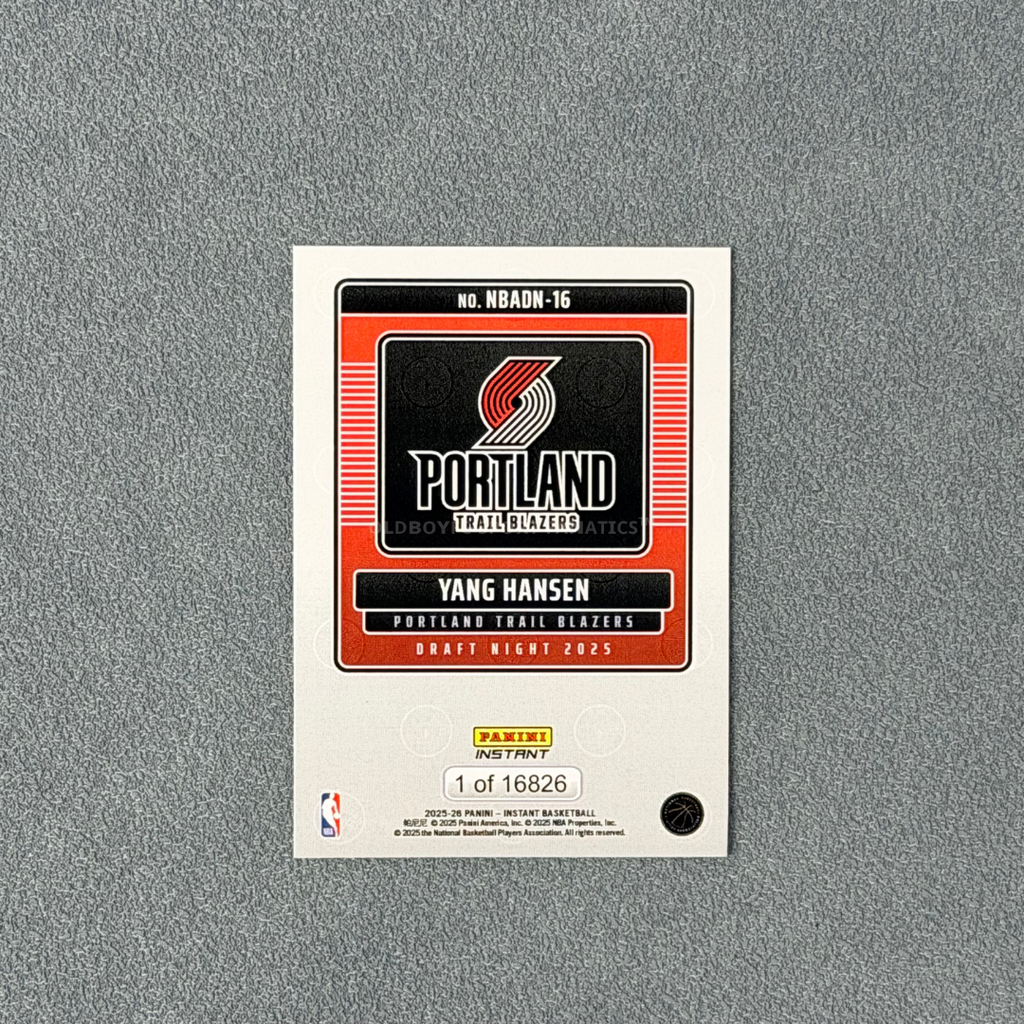 NO. NBADN-16
PORTLAND
TRAIL BLAZERS
YANG HANSEN
PORTLAND TRAIL BLAZERS
DRAFT NIGHT 2025
PANINI
INSTANT
1 of 16826
NBA
2025-26 PANINI – INSTANT BASKETBALL
帕尼尼 © 2025 Panini America, Inc. © 2025 NBA Properties, Inc.
© 2025 the National Basketball Players Association. All rights reserved.